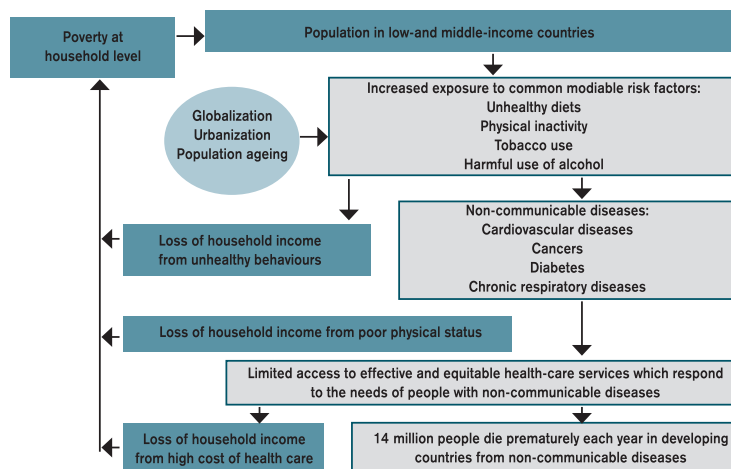 Poverty at
household level
Population in low-and middle-income countries
Increased exposure to common modiable risk factors:
Unhealthy diets
Physical inactivity
Tobacco use
Harmful use of alcohol
Globalization
Urbanization
Population ageing
Non-communicable diseases:
Cardiovascular diseases
Cancers
Diabetes
Chronic respiratory diseases
Loss of household income
from unhealthy behaviours
Loss of household income from poor physical status
Limited access to effective and equitable health-care services which respond
to the needs of people with non-communicable diseases
Loss of household income
from high cost of health care
14 million people die prematurely each year in developing
countries from non-communicable diseases